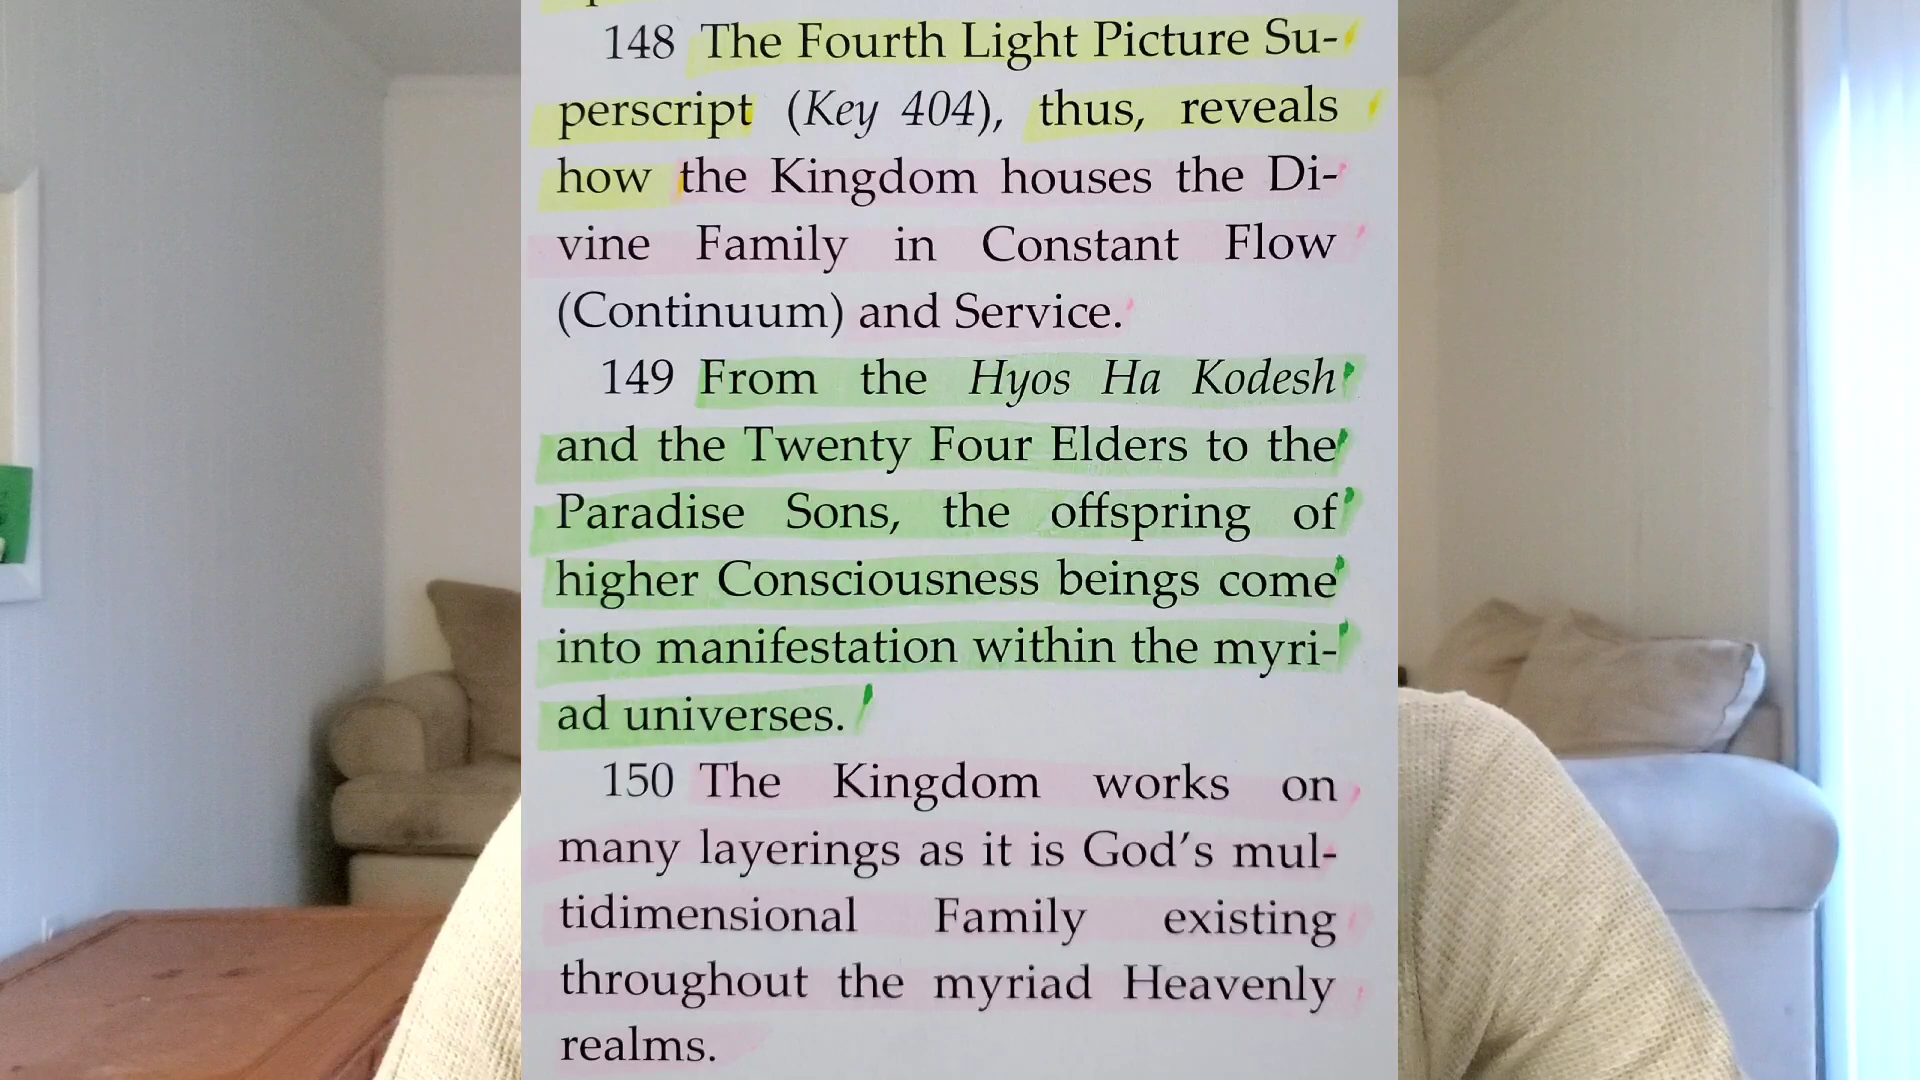 148 The Fourth Light Picture Su-
perscript (Key 404), thus, reveals
how the Kingdom houses the Di-
vine Family in Constant Flow
(Continuum) and Service.
149 From the Hyos Ha Kodesh
and the Twenty Four Elders to the
Paradise Sons, the offspring of
higher Consciousness beings come
into manifestation within the myri-
ad universes.
150 The Kingdom works on
many layerings as it is God's mul-
tidimensional Family existing
throughout the myriad Heavenly
realms.